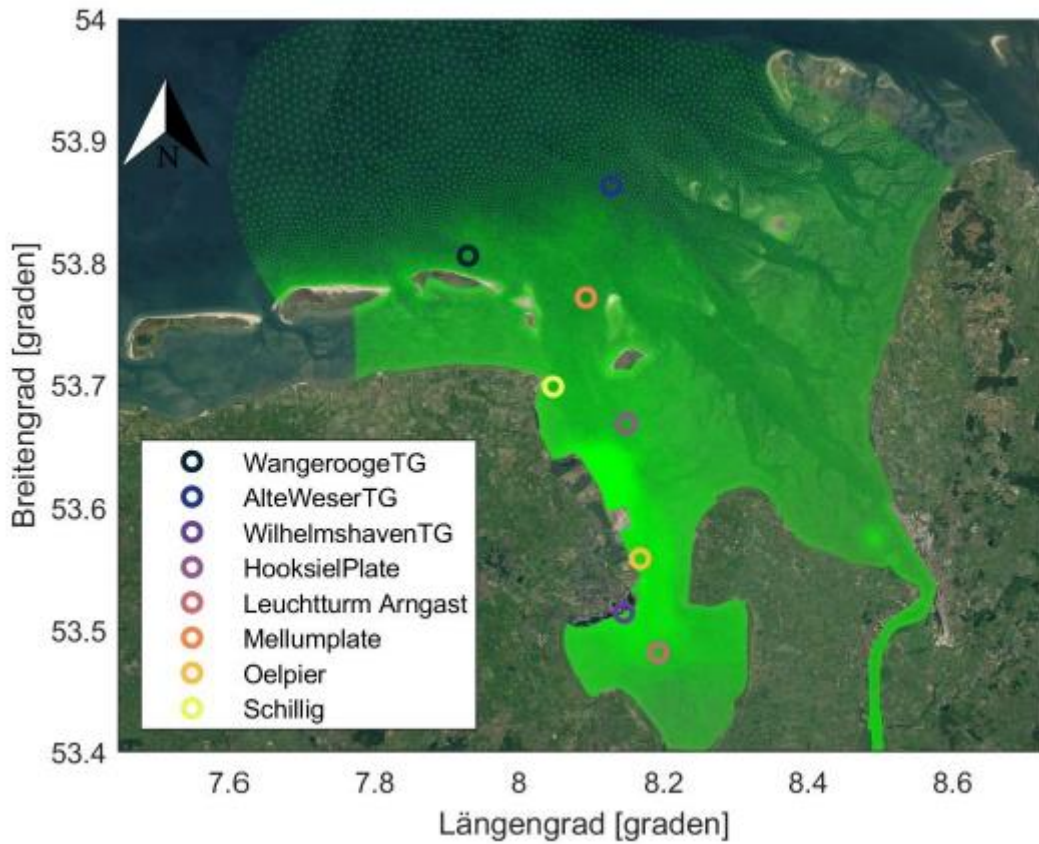 54
53.9
53.8
53.7
53.6
53.5
53.4
Breitengrad [graden]
N
WangeroogeTG
AlteWeserTG
WilhelmshavenTG
HooksielPlate
Leuchtturm Arngast
Mellumplate
Oelpier
Schillig
7.6 7.8 8 8.2 8.4 8.6
Längengrad [graden]